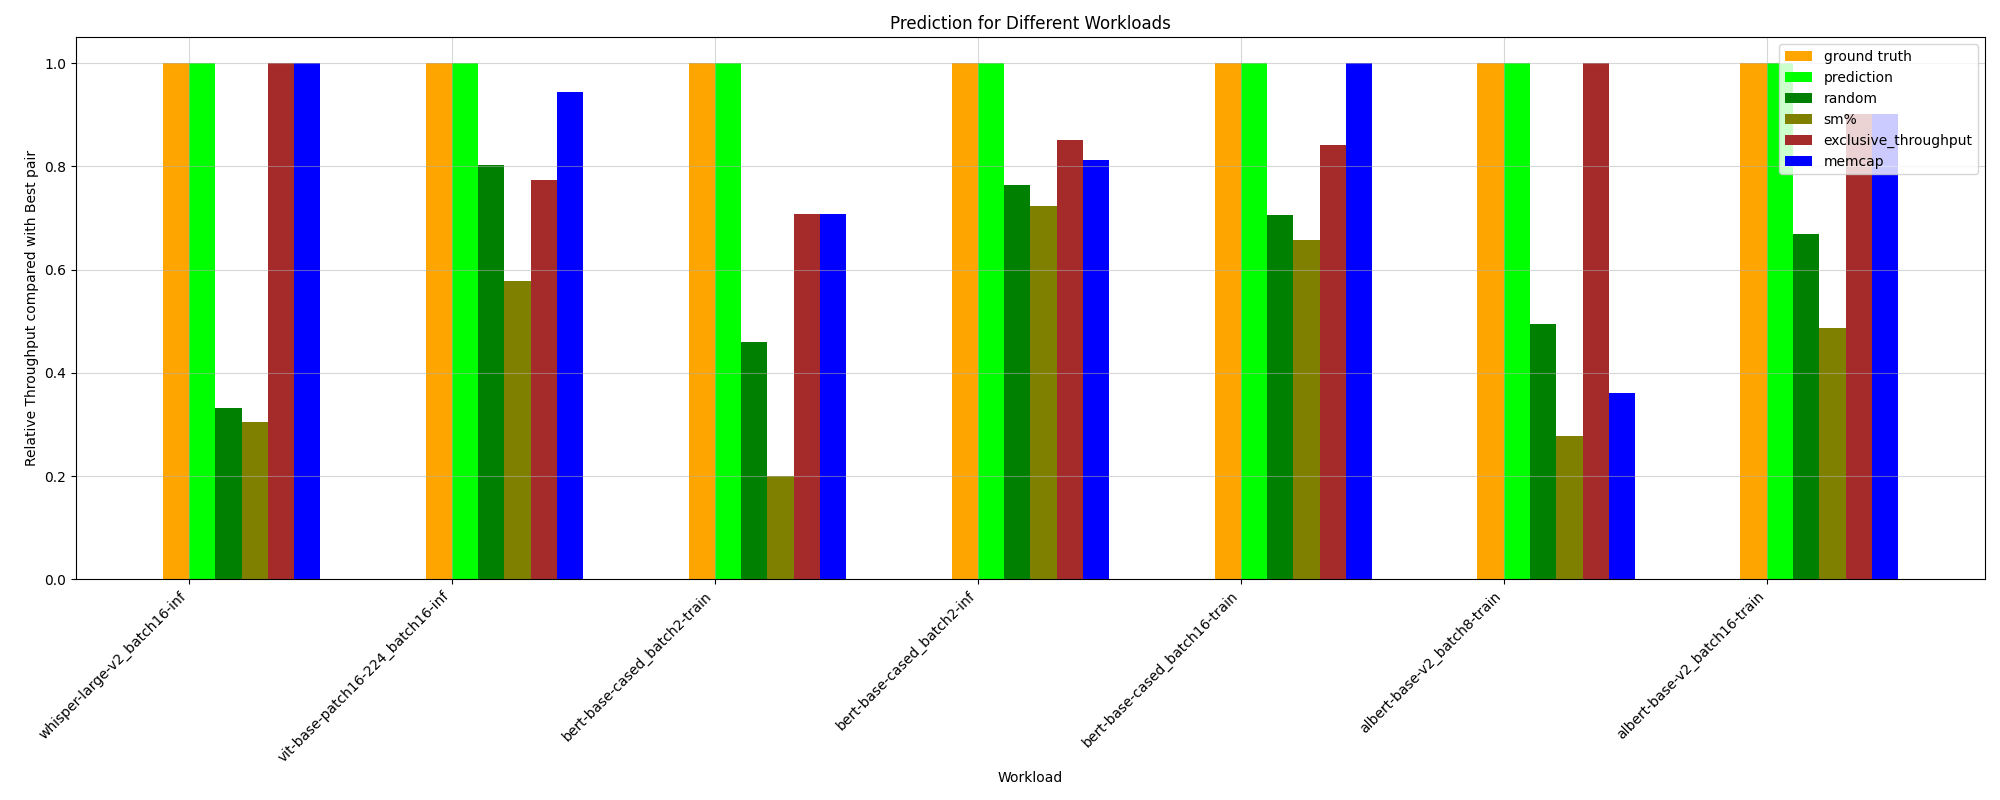 Prediction for Different Workloads
Relative Throughput compared with Best pair
1.0
0.8
0.6
0.4
0.2
0.0
ground truth
prediction
random
sm%
exclusive_throughput
memcap
whisper-large-v2_batch16-inf
vit-base-patch16-224_batch16-inf
bert-base-cased_batch2-train
bert-base-cased_batch2-inf
bert-base-cased_batch16-train
albert-base-v2_batch8-train
albert-base-v2_batch16-train
Workload